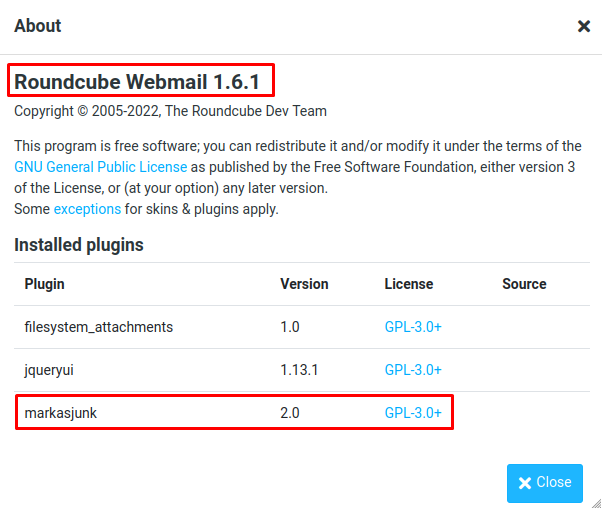 About
Roundcube Webmail 1.6.1
Copyright © 2005-2022, The Roundcube Dev Team
This program is free software; you can redistribute it and/or modify it under the terms of the
GNU General Public License as published by the Free Software Foundation, either version 3
of the License, or (at your option) any later version.
Some exceptions for skins & plugins apply.
Installed plugins
Plugin Version License Source
filesystem_attachments 1.0 GPL-3.0+
jqueryui 1.13.1 GPL-3.0+
markasjunk 2.0 GPL-3.0+
Close